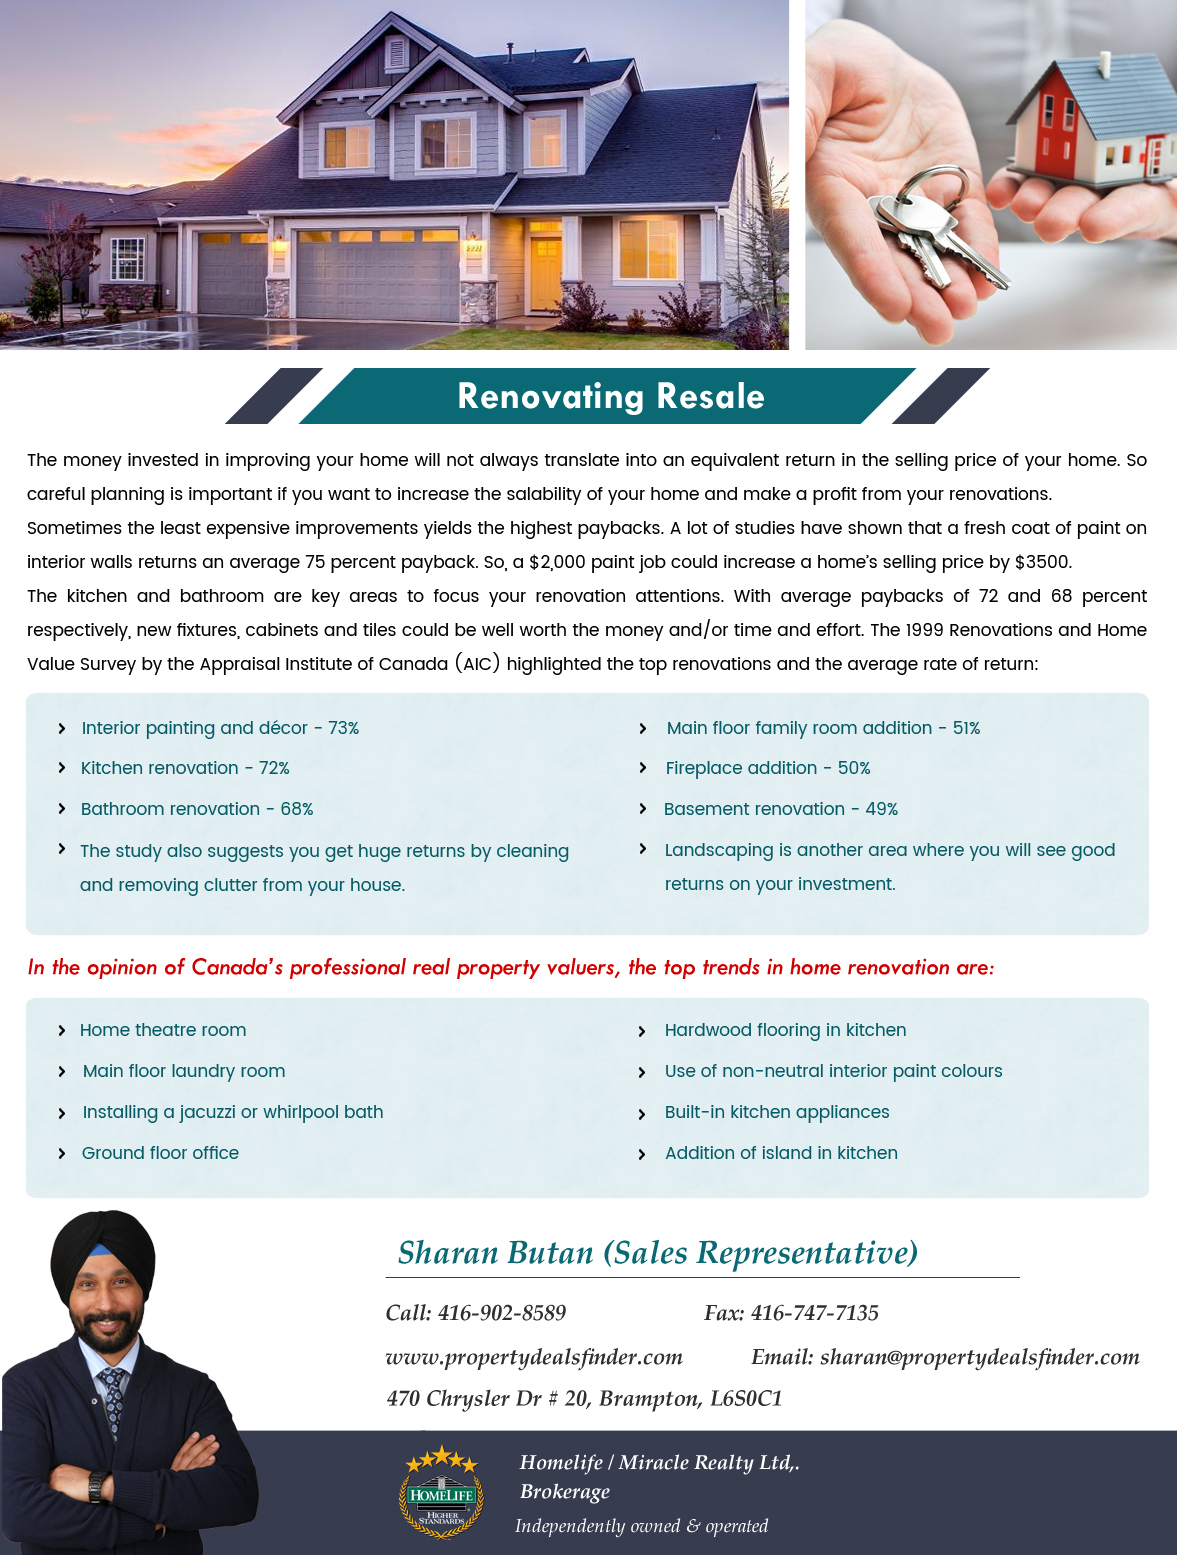 Renovating Resale
The money invested in improving your home will not always translate into an equivalent return in the selling price of your home. So
careful planning is important if you want to increase the salability of your home and make a profit from your renovations.
Sometimes the least expensive improvements yields the highest paybacks. A lot of studies have shown that a fresh coat of paint on
interior walls returns an average 75 percent payback. So, a $2,000 paint job could increase a home's selling price by $3500.
The kitchen and bathroom are key areas to focus your renovation attentions. With average paybacks of 72 and 68 percent
respectively, new fixtures, cabinets and tiles could be well worth the money and/or time and effort. The 1999 Renovations and Home
Value Survey by the Appraisal Institute of Canada (AIC) highlighted the top renovations and the average rate of return:
Interior painting and décor - 73%
Kitchen renovation - 72%
Bathroom renovation - 68%
The study also suggests you get huge returns by cleaning
and removing clutter from your house.
Main floor family room addition - 51%
Fireplace addition - 50%
Basement renovation - 49%
Landscaping is another area where you will see good
returns on your investment.
In the opinion of Canada's professional real property valuers, the top trends in home renovation are:
Home theatre room
Main floor laundry room
Installing a jacuzzi or whirlpool bath
Ground floor office
Hardwood flooring in kitchen
Use of non-neutral interior paint colours
Built-in kitchen appliances
Addition of island in kitchen
Sharan Butan (Sales Representative)
Call: 416-902-8589 Fax: 416-747-7135
www.propertydealsfinder.com Email: sharan@propertydealsfinder.com
470 Chrysler Dr # 20, Brampton, L6S0C1
HOMELIFE
HIGHER
STANDARDS
Homelife / Miracle Realty Ltd,.
Brokerage
Independently owned & operated